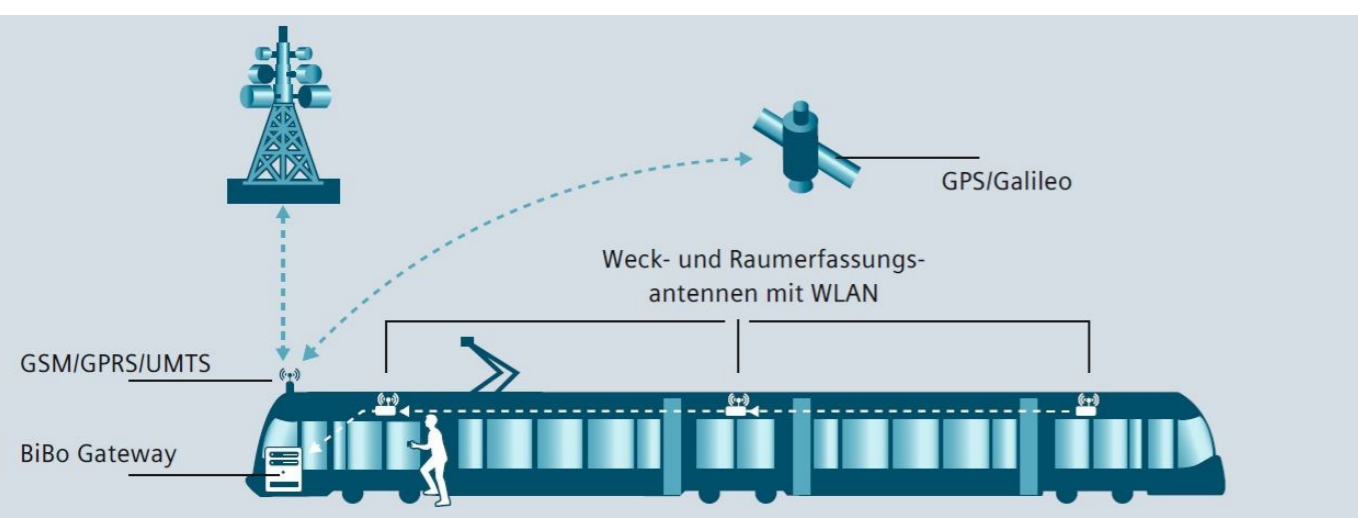 GPS/Galileo
Weck- und Raumerfassungs-
antennen mit WLAN
GSM/GPRS/UMTS
BiBo Gateway